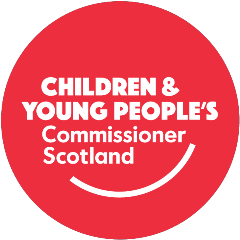 CHILDREN &
YOUNG PEOPLE'S
Commissioner
Scotland